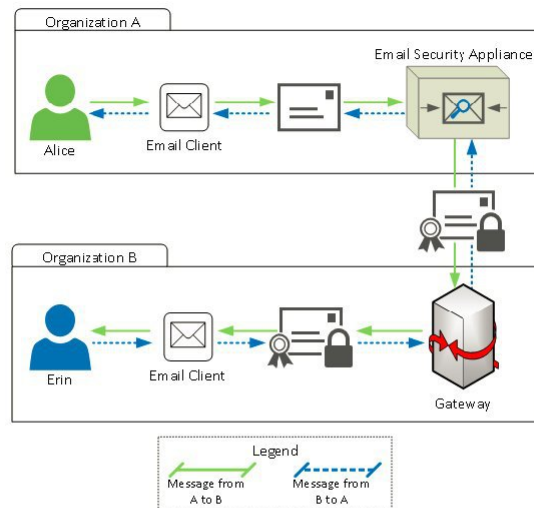 Organization A
Email Security Appliance
Alice
Email Client
Organization B
Erin
Email Client
Gateway
Legend
Message from
A to B
Message from
B to A